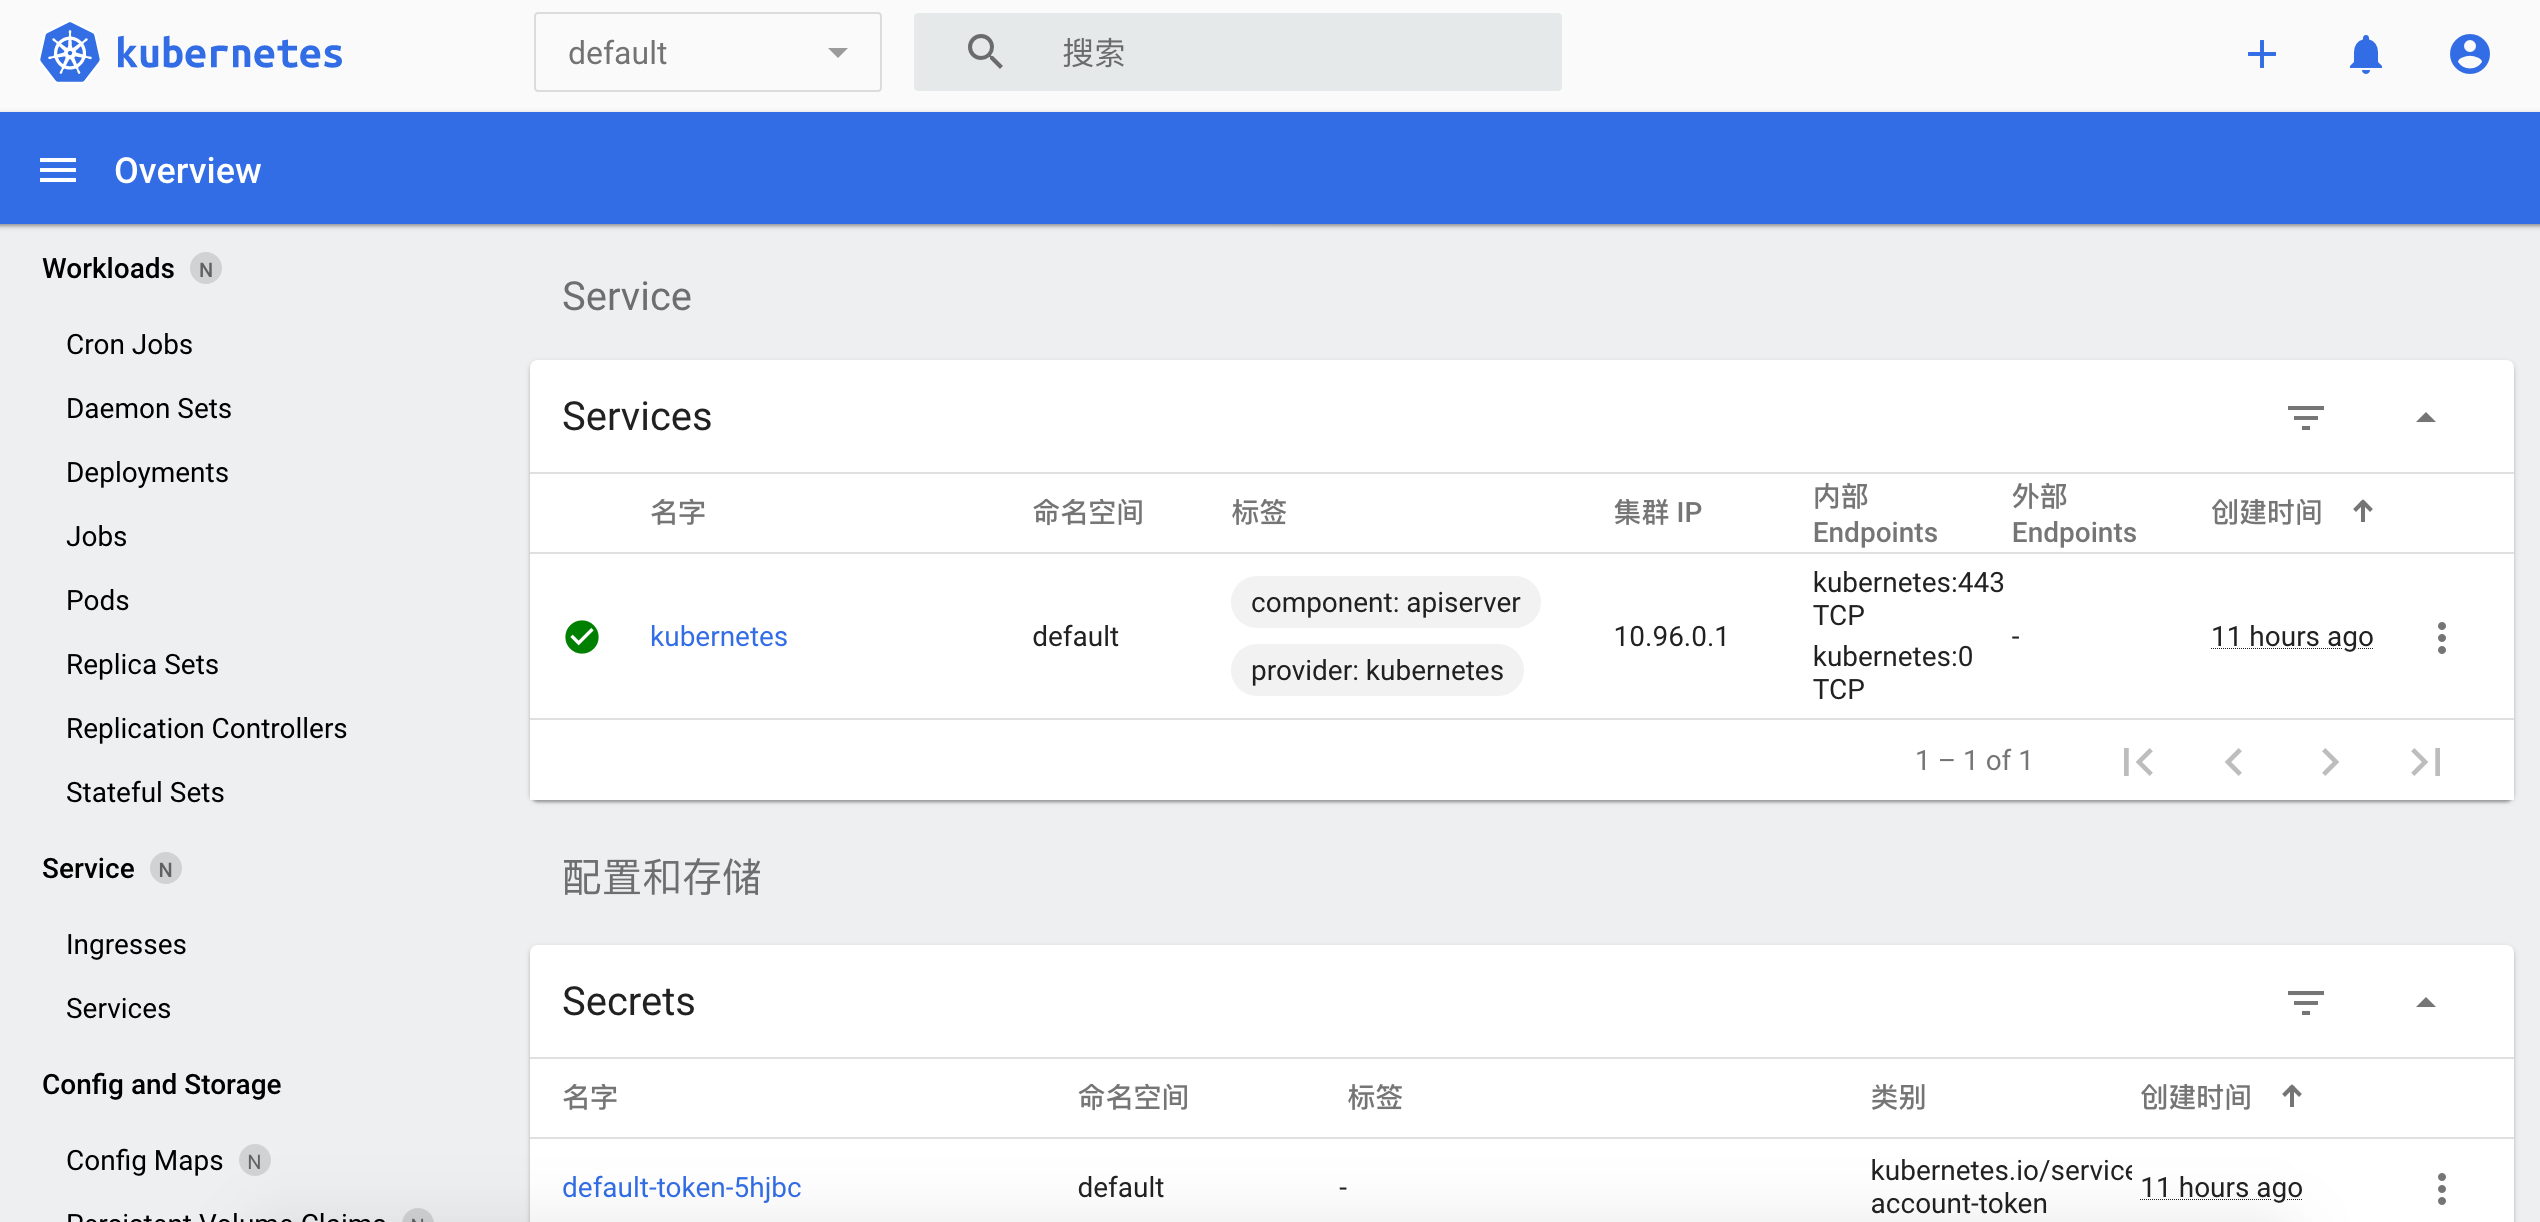 kubernetes
default
搜索
Overview
Workloads N
Cron Jobs
Daemon Sets
Deployments
Jobs
Pods
Replica Sets
Replication Controllers
Stateful Sets
Service N
Ingresses
Services
Config and Storage
Config Maps N
Persistent Volume Claims N
Service
Services
名字 命名空间 标签 集群 IP 内部 Endpoints 外部 Endpoints 创建时间
kubernetes default component: apiserver provider: kubernetes 10.96.0.1 kubernetes:443 TCP kubernetes:0 TCP - 11 hours ago
1 – 1 of 1
配置和存储
Secrets
名字 命名空间 标签 类别 创建时间
default-token-5hjbc default - kubernetes.io/service account-token 11 hours ago